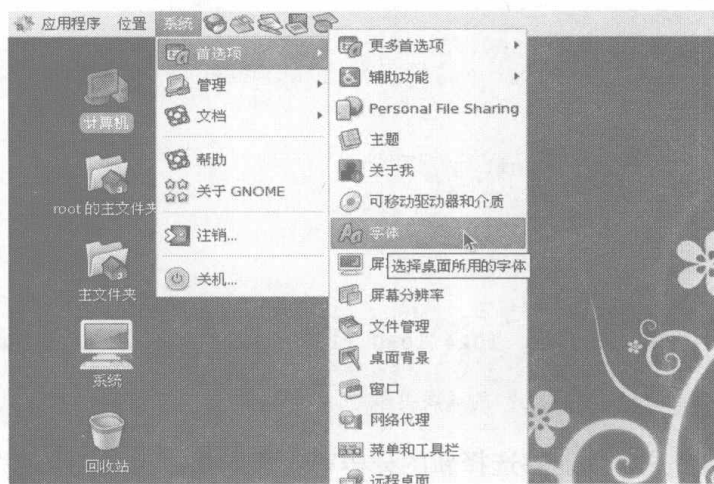 应用程序 位置 系统
首选项
管理
文档
帮助
关于 GNOME
注销...
关机...
更多首选项
辅助功能
Personal File Sharing
主题
关于我
可移动驱动器和介质
字体
屏
选择桌面所用的字体
屏幕分辨率
文件管理
桌面背景
窗口
网络代理
菜单和工具栏
远程桌面
计算机
root 的主文件夹
主文件夹
系统
回收站